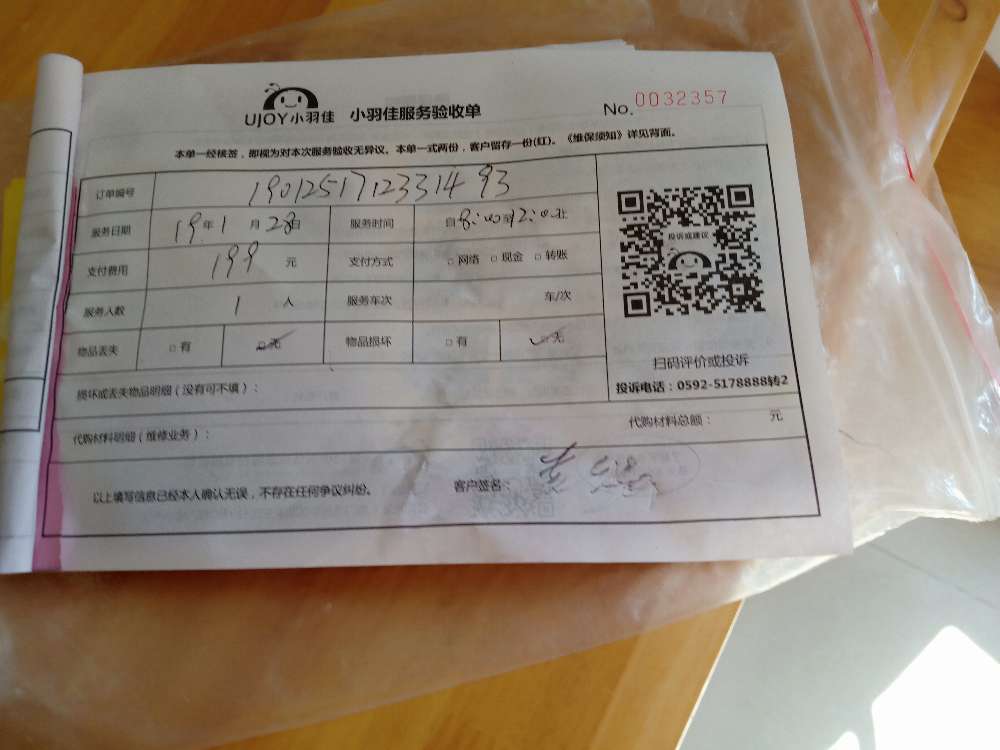 UJOY小羽佳 小羽佳服务验收单 No. 0032357
本单一经核签,即视为对本次服务验收无异议。本单一式两份,客户留存一份(红)。《维保须知》详见背面。
订单编号 1901251712331493
服务日期 19年1月28日 服务时间 自8:00至12:00止
支付费用 199元 支付方式 □网络 □现金 □转账
服务人数 1人 服务车次 车/次
物品丢失 □有 □无 物品损坏 □有 □无
投诉或建议
扫码评价或投诉
投诉电话:0592-5178888转2
损坏或丢失物品明细(没有可不填):
代购材料明细(维修业务): 代购材料总额: 元
以上填写信息已经本人确认无误,不存在任何争议纠纷。 客户签名: